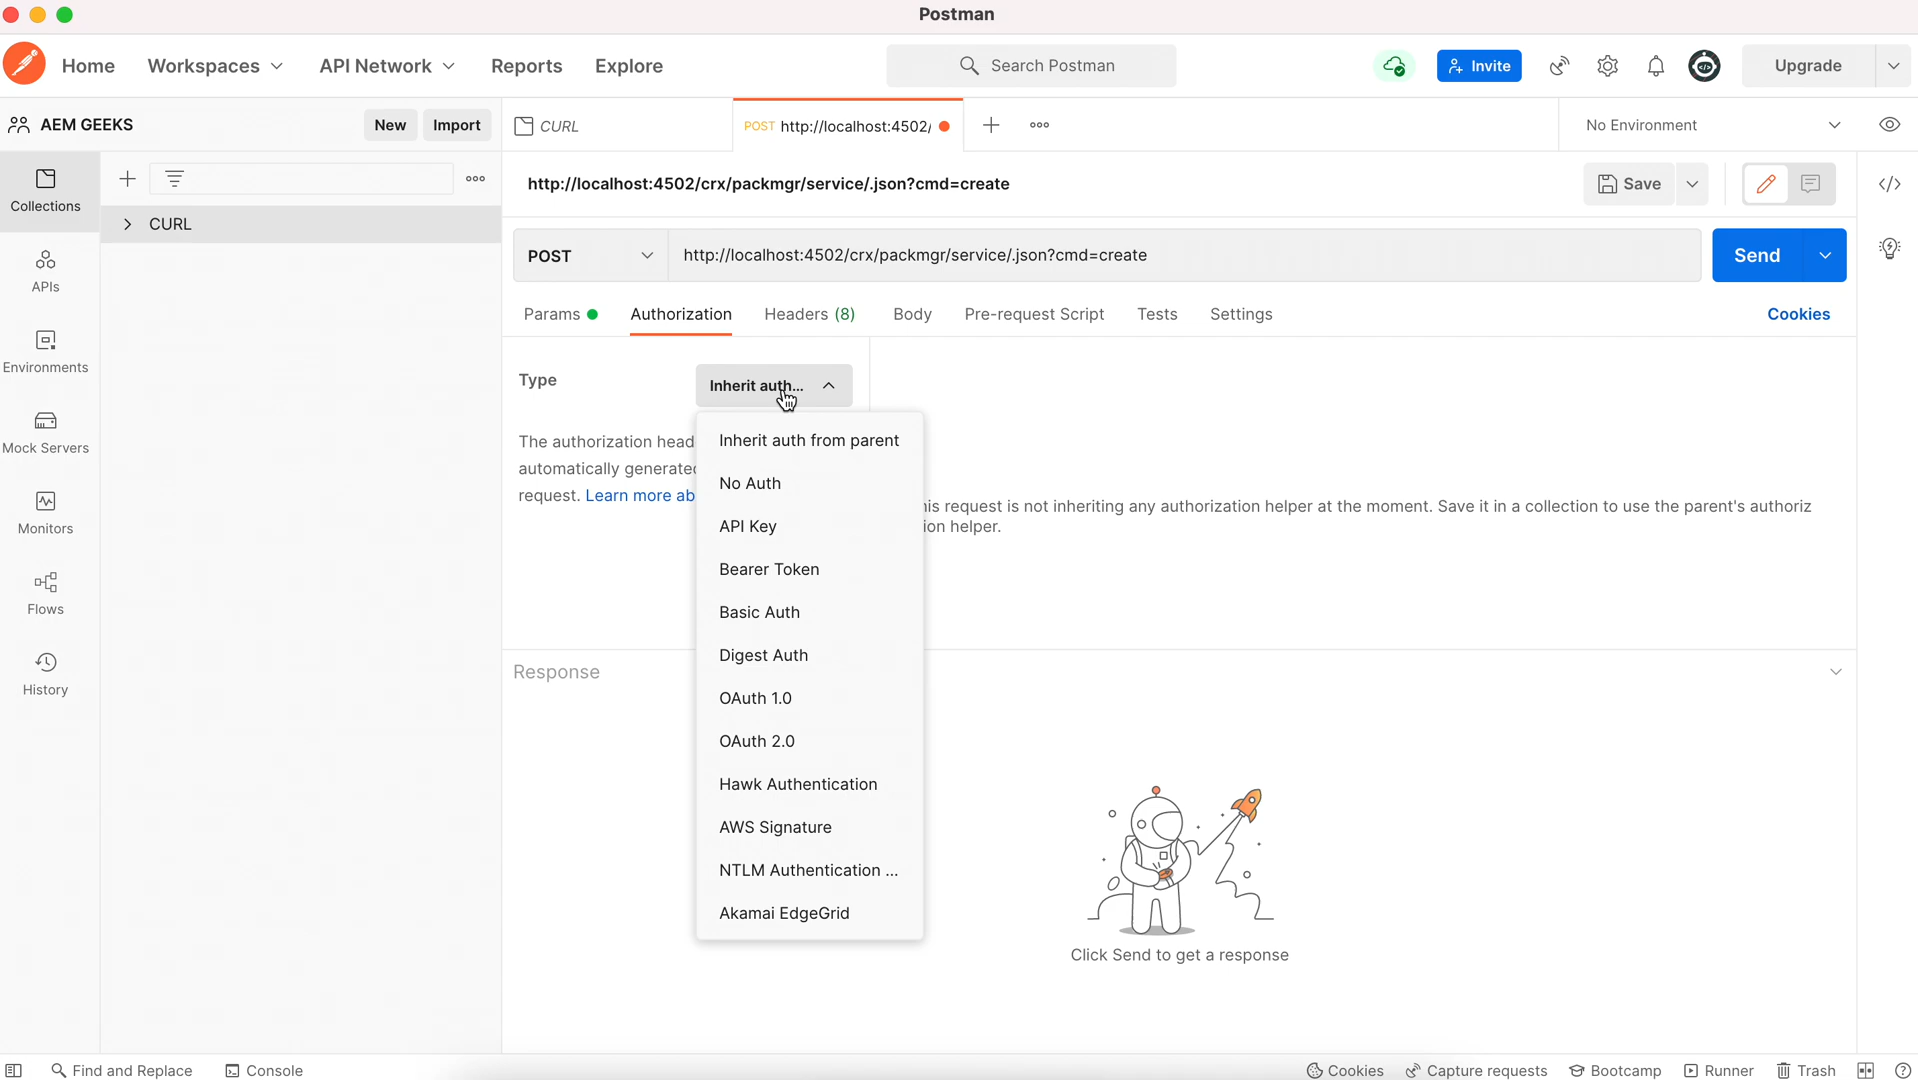 Postman
Home
Workspaces
API Network
Reports
Explore
Search Postman
Invite
Upgrade
AEM GEEKS
New
Import
CURL
POST http://localhost:4502/
No Environment
Collections
CURL
APIs
Environments
Mock Servers
Monitors
Flows
History
http://localhost:4502/crx/packmgr/service/.json?cmd=create
Save
POST
http://localhost:4502/crx/packmgr/service/.json?cmd=create
Send
Params
Authorization
Headers (8)
Body
Pre-request Script
Tests
Settings
Cookies
Type
Inherit auth...
The authorization head
automatically generated
request. Learn more ab
Inherit auth from parent
No Auth
API Key
Bearer Token
Basic Auth
Digest Auth
OAuth 1.0
OAuth 2.0
Hawk Authentication
AWS Signature
NTLM Authentication ...
Akamai EdgeGrid
his request is not inheriting any authorization helper at the moment. Save it in a collection to use the parent's authoriz
ion helper.
Response
Click Send to get a response
Find and Replace
Console
Cookies
Capture requests
Bootcamp
Runner
Trash